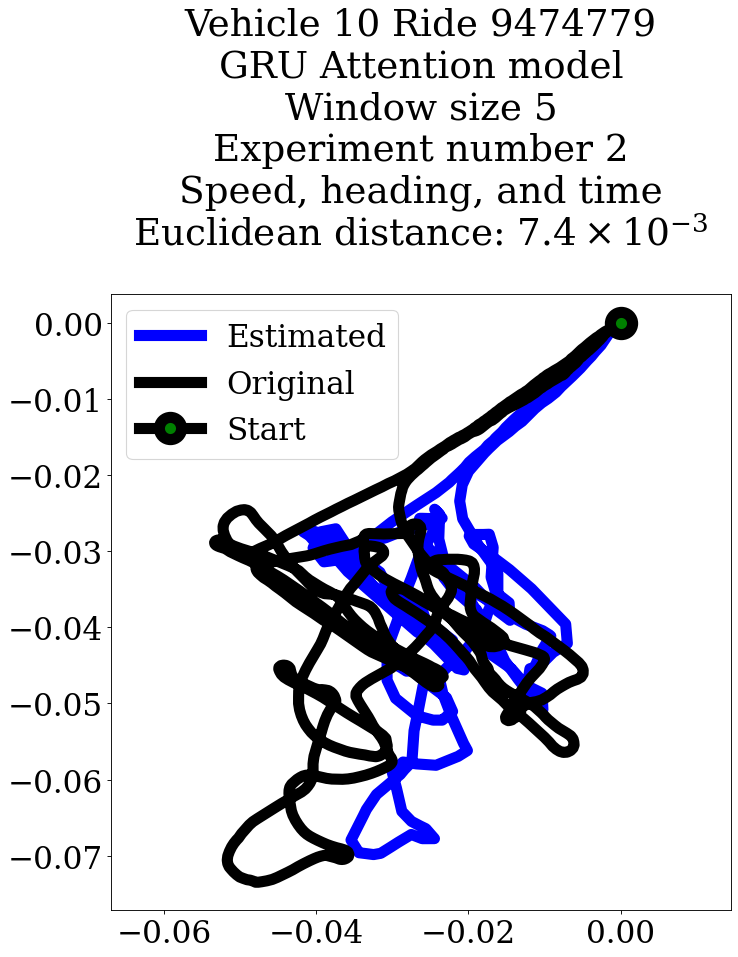 Vehicle 10 Ride 9474779
GRU Attention model
Window size 5
Experiment number 2
Speed, heading, and time
Euclidean distance: 7.4 × 10⁻³
Estimated
Original
Start
0.00
−0.01
−0.02
−0.03
−0.04
−0.05
−0.06
−0.07
−0.06 −0.04 −0.02 0.00